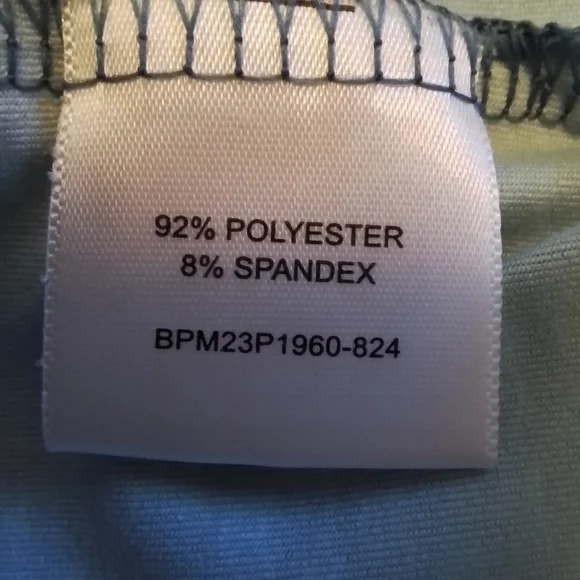 92% POLYESTER
8% SPANDEX
BPM23P1960-824